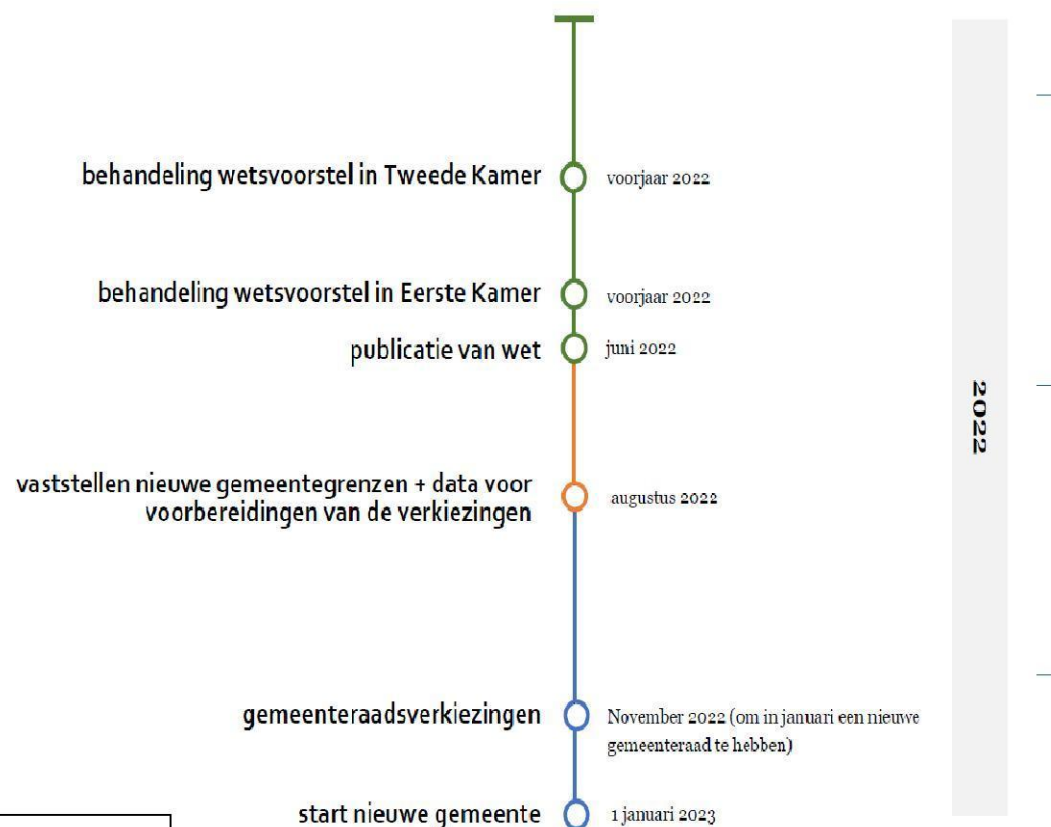 behandeling wetsvoorstel in Tweede Kamer
voorjaar 2022
behandeling wetsvoorstel in Eerste Kamer
voorjaar 2022
publicatie van wet
juni 2022
2022
vaststellen nieuwe gemeentegrenzen + data voor
voorbereidingen van de verkiezingen
augustus 2022
gemeenteraadsverkiezingen
November 2022 (om in januari een nieuwe
gemeenteraad te hebben)
start nieuwe gemeente
1 januari 2023